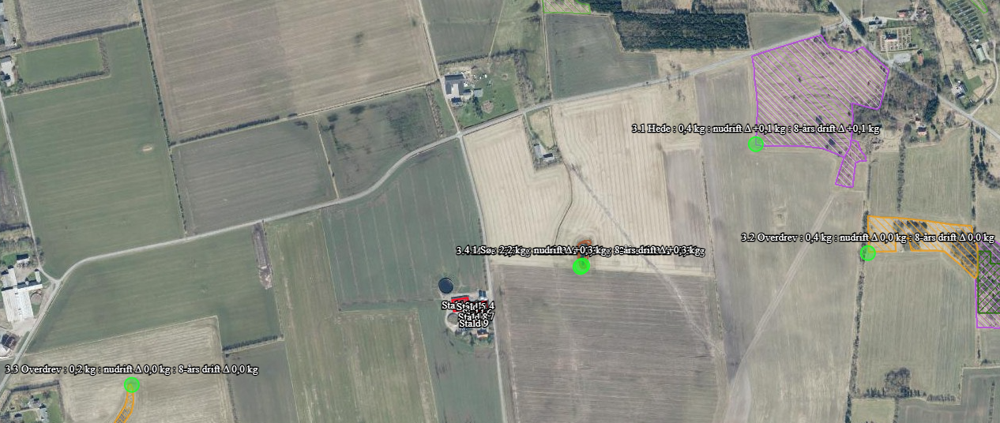 3.1 Hede : 0,4 kg : nudrift Δ +0,1 kg : 8-års drift Δ +0,1 kg
3.2 Overdrev : 0,4 kg : nudrift Δ 0,0 kg : 8-års drift Δ 0,0 kg
3.4.1 Sø : 2,2 kg : nudrift Δ +0,3 kg : 8-års drift Δ +0,3 kg
Stald 9
3.3 Overdrev : 0,2 kg : nudrift Δ 0,0 kg : 8-års drift Δ 0,0 kg